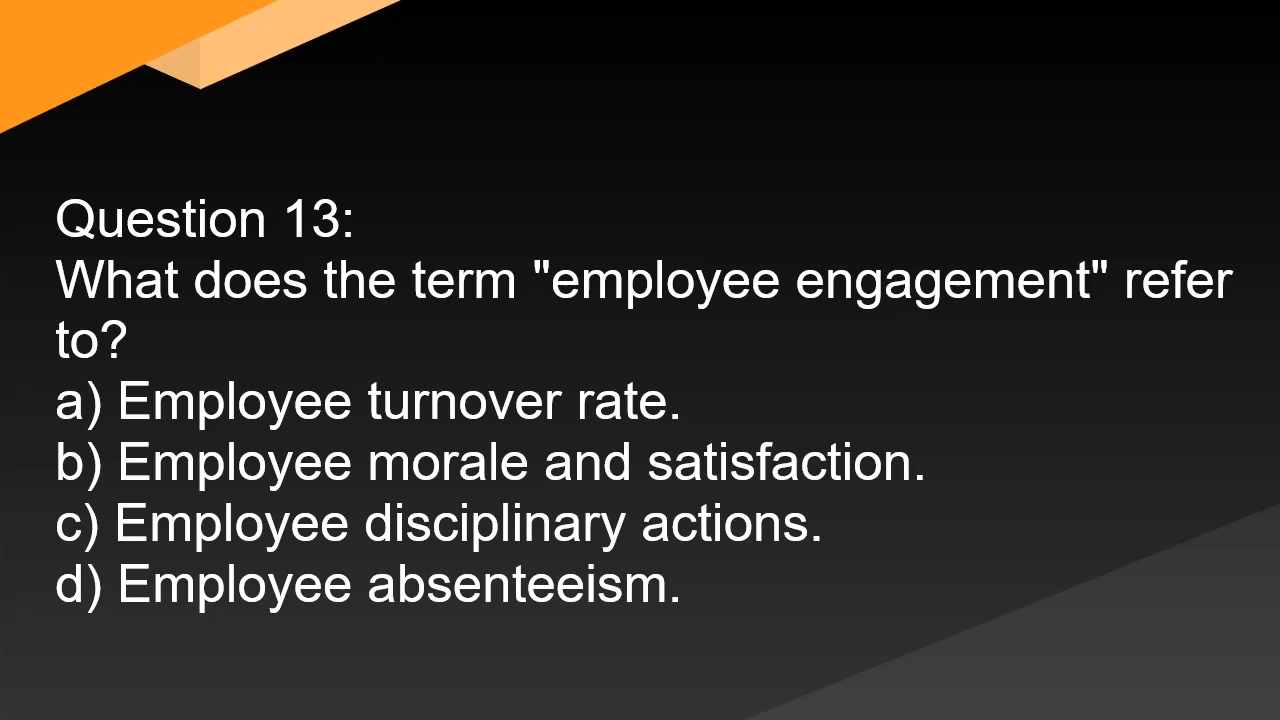 Question 13:
What does the term "employee engagement" refer
to?
a) Employee turnover rate.
b) Employee morale and satisfaction.
c) Employee disciplinary actions.
d) Employee absenteeism.